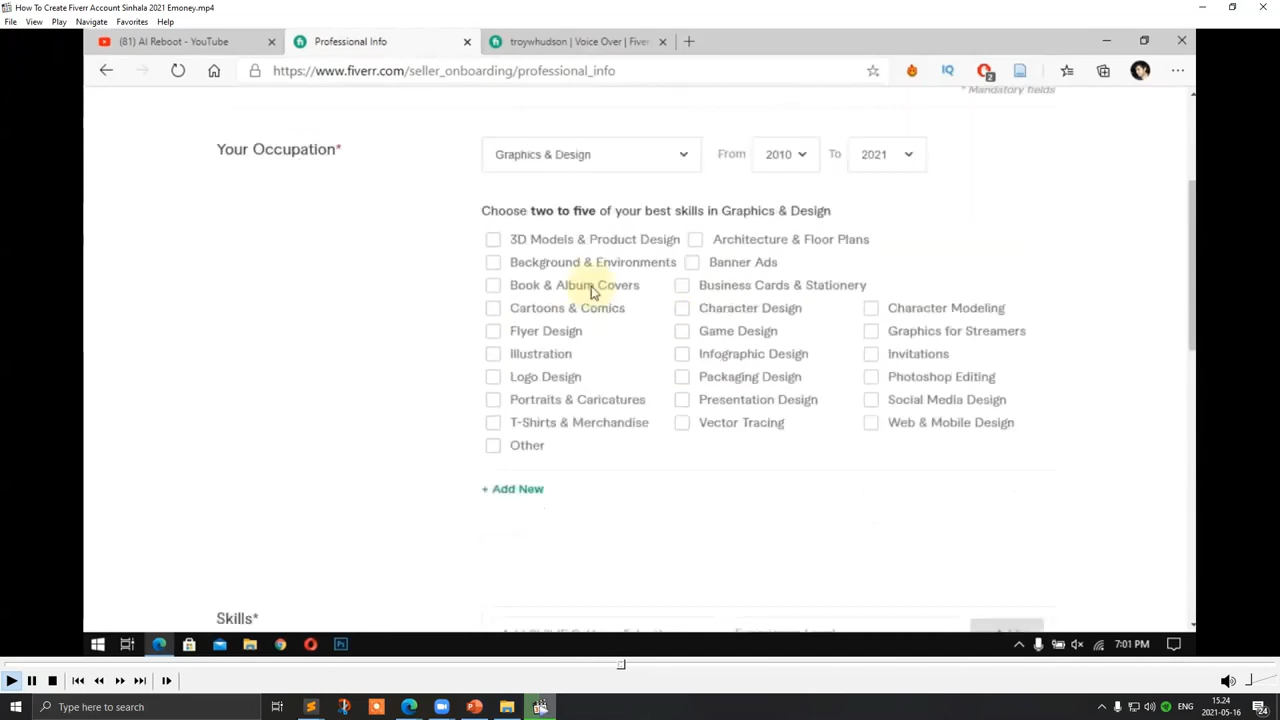 How To Create Fiverr Account Sinhala 2021 Emoney.mp4
File View Play Navigate Favorites Help
(81) AI Reboot - YouTube
Professional Info
troywhudson | Voice Over | Fiver
https://www.fiverr.com/seller_onboarding/professional_info
IQ
2
* Mandatory fields
Your Occupation*
Graphics & Design
From 2010 To 2021
Choose two to five of your best skills in Graphics & Design
3D Models & Product Design Architecture & Floor Plans
Background & Environments Banner Ads
Book & Album Covers Business Cards & Stationery
Cartoons & Comics Character Design Character Modeling
Flyer Design Game Design Graphics for Streamers
Illustration Infographic Design Invitations
Logo Design Packaging Design Photoshop Editing
Portraits & Caricatures Presentation Design Social Media Design
T-Shirts & Merchandise Vector Tracing Web & Mobile Design
Other
+ Add New
Skills*
Ps
7:01 PM
Type here to search
ENG
15.24
2021-05-16
24